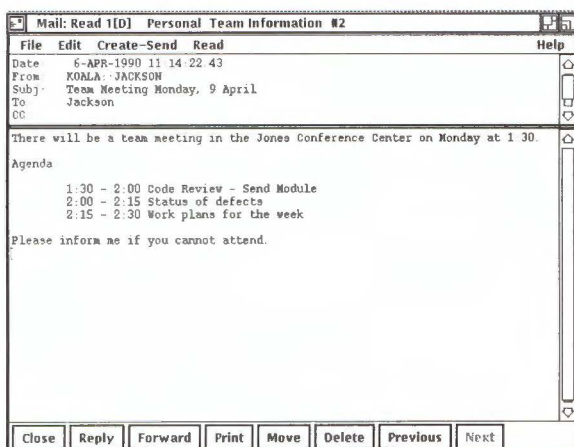 Mail: Read 1[D] Personal Team Information #2
File Edit Create-Send Read Help
Date 6-APR-1990 11:14:22.43
From KOALA::JACKSON
Subj: Team Meeting Monday, 9 April
To Jackson
CC
There will be a team meeting in the Jones Conference Center on Monday at 1:30.
Agenda
1:30 - 2:00 Code Review - Send Module
2:00 - 2:15 Status of defects
2:15 - 2:30 Work plans for the week
Please inform me if you cannot attend.
Close Reply Forward Print Move Delete Previous Next